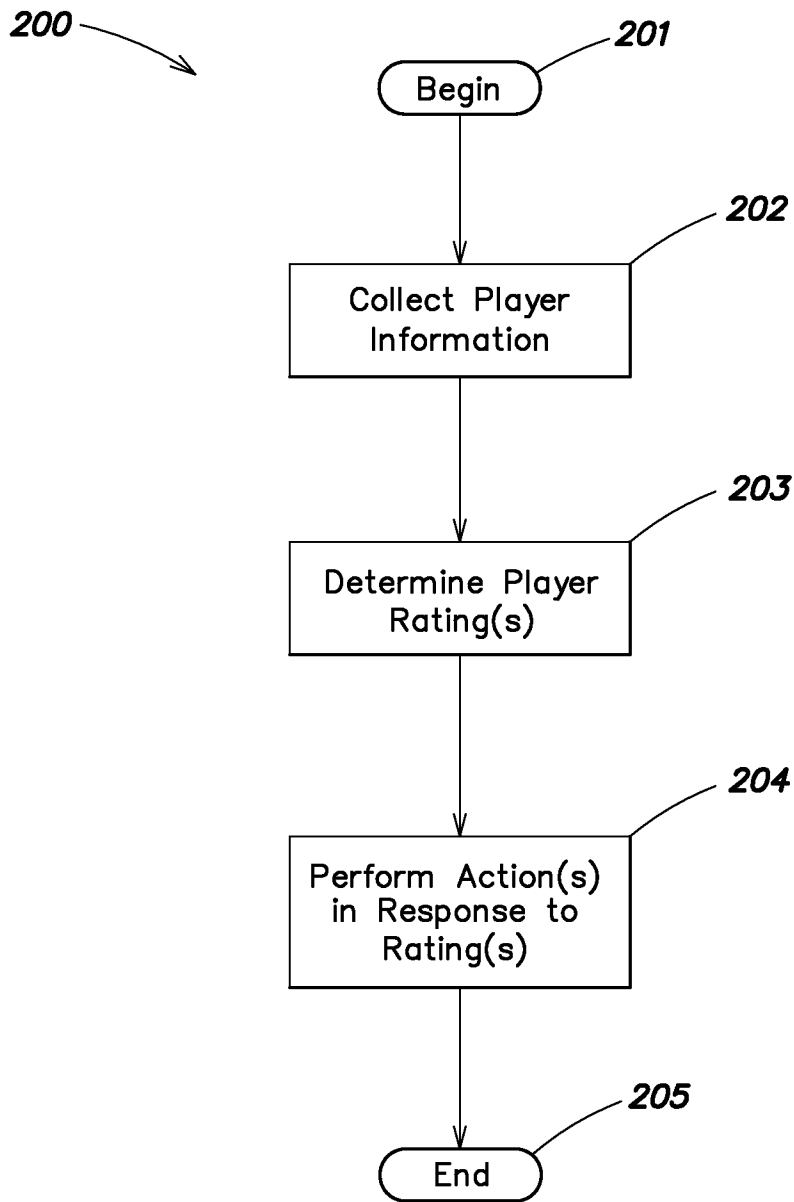 200
201
Begin
202
Collect Player
Information
203
Determine Player
Rating(s)
204
Perform Action(s)
in Response to
Rating(s)
205
End